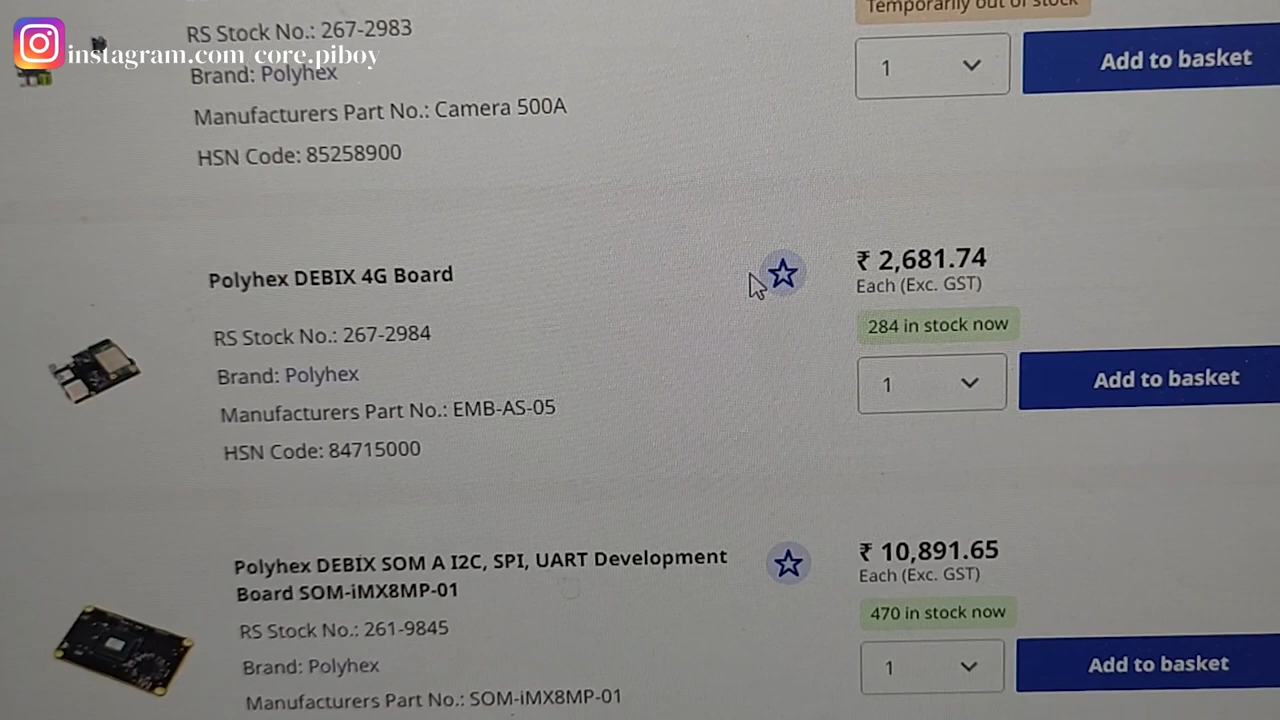 Temporarily out of stock
RS Stock No.: 267-2983
instagram.com core.piboy
Brand: Polyhex
1
Add to basket
Manufacturers Part No.: Camera 500A
HSN Code: 85258900
Polyhex DEBIX 4G Board
₹ 2,681.74
Each (Exc. GST)
RS Stock No.: 267-2984
284 in stock now
Brand: Polyhex
1
Add to basket
Manufacturers Part No.: EMB-AS-05
HSN Code: 84715000
Polyhex DEBIX SOM A I2C, SPI, UART Development
Board SOM-iMX8MP-01
₹ 10,891.65
Each (Exc. GST)
RS Stock No.: 261-9845
470 in stock now
Brand: Polyhex
1
Add to basket
Manufacturers Part No.: SOM-iMX8MP-01